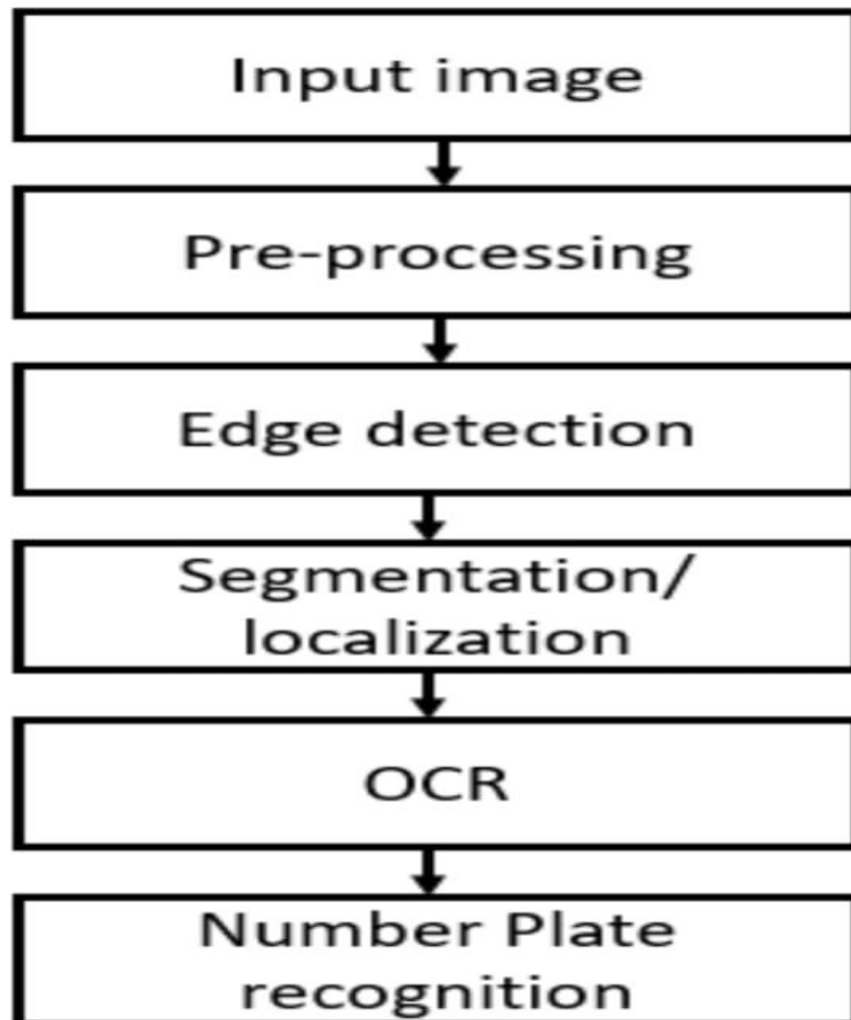 Input image
Pre-processing
Edge detection
Segmentation/
localization
OCR
Number Plate
recognition